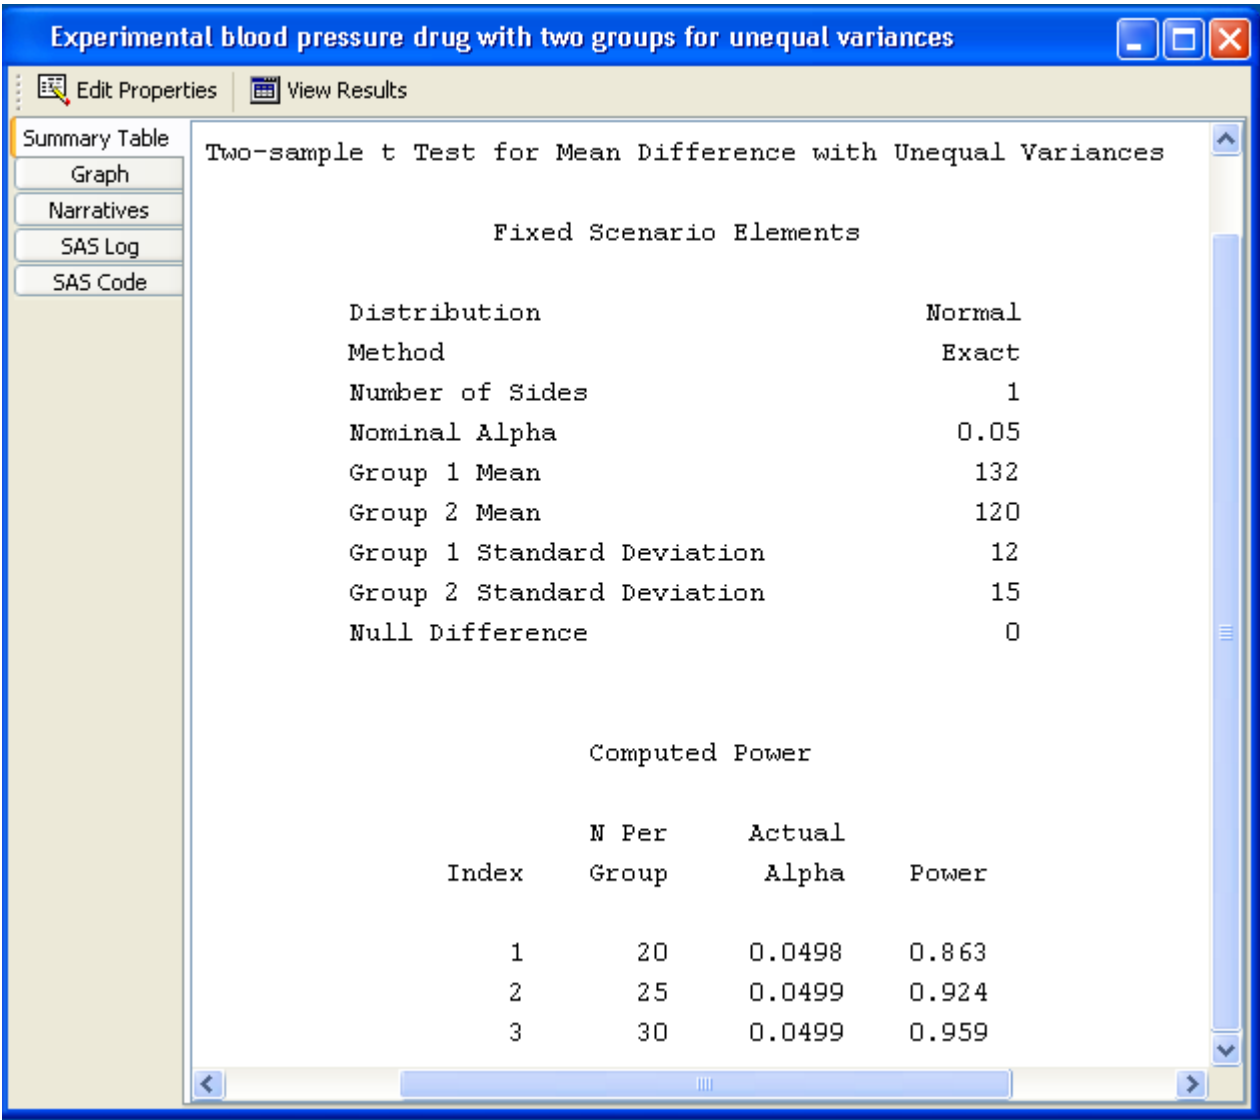 Experimental blood pressure drug with two groups for unequal variances
Edit Properties View Results
Summary Table
Graph
Narratives
SAS Log
SAS Code
Two-sample t Test for Mean Difference with Unequal Variances
Fixed Scenario Elements
Distribution Normal
Method Exact
Number of Sides 1
Nominal Alpha 0.05
Group 1 Mean 132
Group 2 Mean 120
Group 1 Standard Deviation 12
Group 2 Standard Deviation 15
Null Difference 0
Computed Power
N Per Actual
Index Group Alpha Power
1 20 0.0498 0.863
2 25 0.0499 0.924
3 30 0.0499 0.959